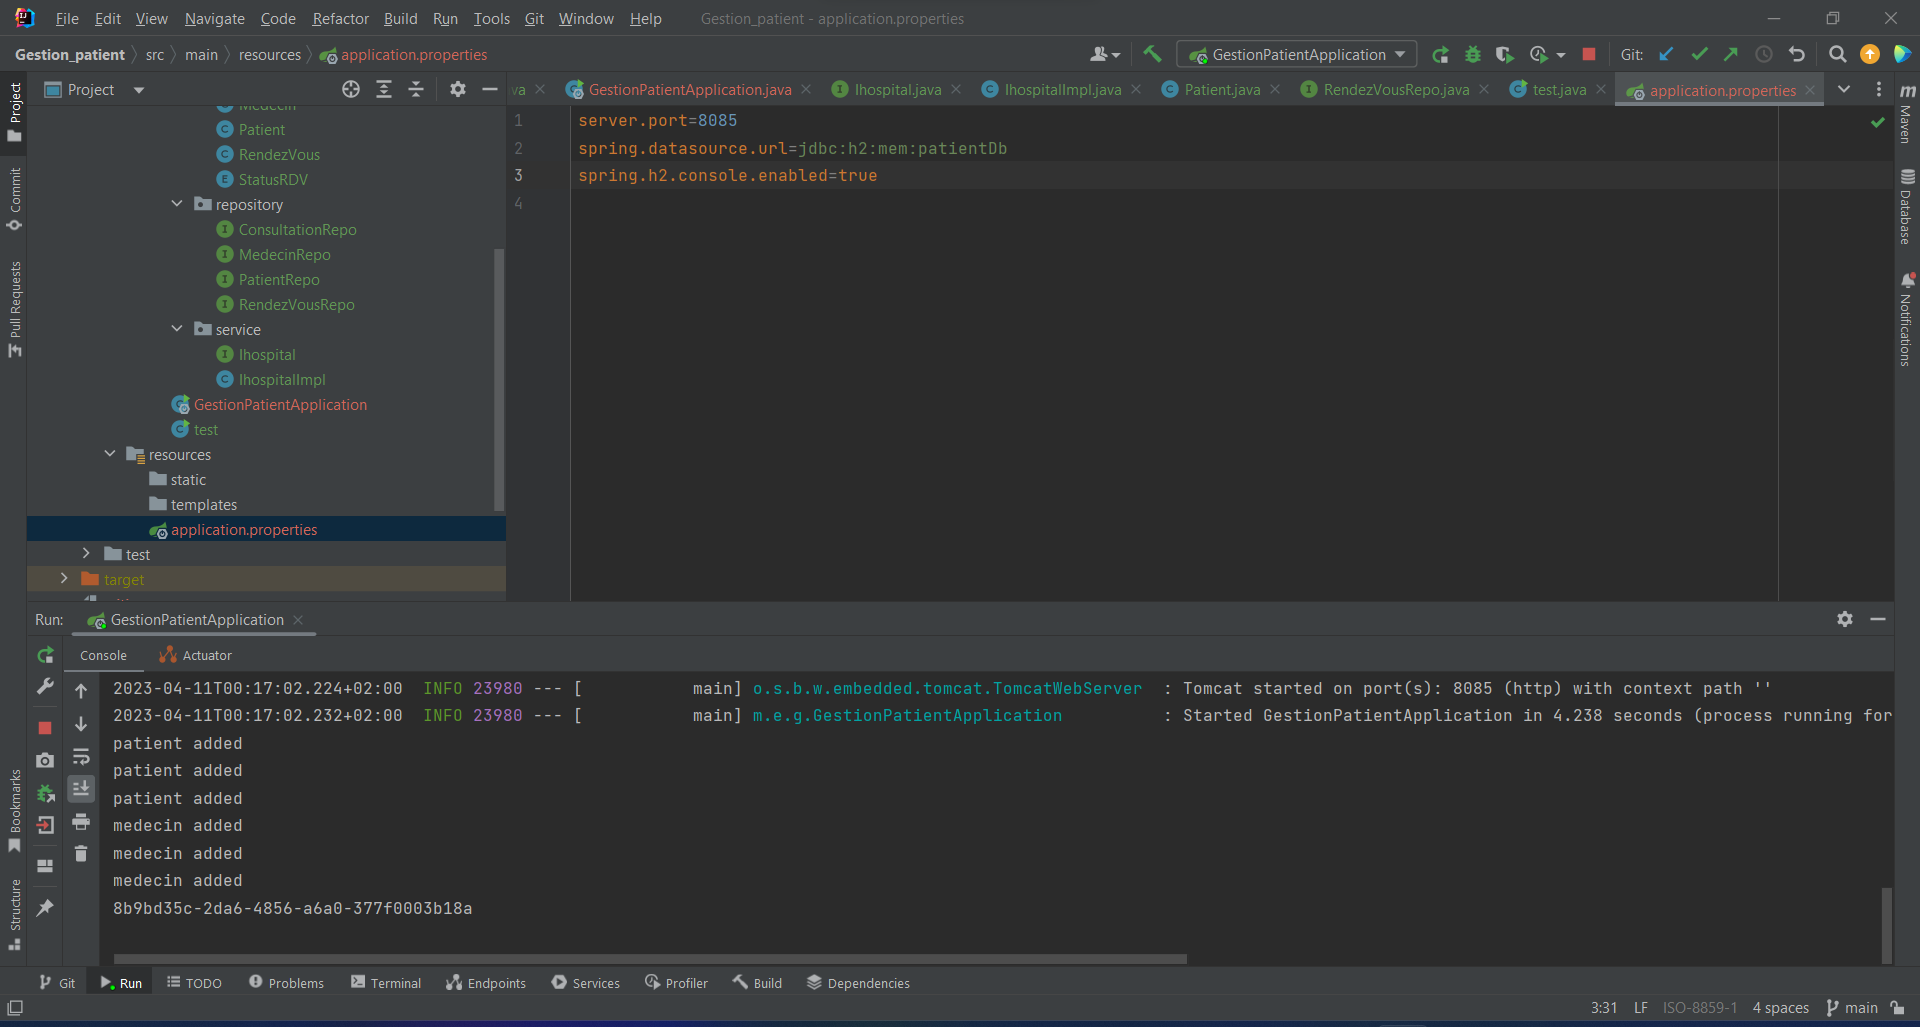 File Edit View Navigate Code Refactor Build Run Tools Git Window Help Gestion_patient - application.properties
Gestion_patient src main resources application.properties GestionPatientApplication Git:
Project va GestionPatientApplication.java Ihospital.java IhospitalImpl.java Patient.java RendezVousRepo.java test.java application.properties
Medecin
Patient
RendezVous
StatusRDV
repository
ConsultationRepo
MedecinRepo
PatientRepo
RendezVousRepo
service
Ihospital
IhospitalImpl
GestionPatientApplication
test
resources
static
templates
application.properties
test
target
1 server.port=8085
2 spring.datasource.url=jdbc:h2:mem:patientDb
3 spring.h2.console.enabled=true
4
Project
Commit
Pull Requests
Bookmarks
Structure
m Maven
Database
Notifications
Run: GestionPatientApplication
Console Actuator
2023-04-11T00:17:02.224+02:00 INFO 23980 --- [ main] o.s.b.w.embedded.tomcat.TomcatWebServer : Tomcat started on port(s): 8085 (http) with context path ''
2023-04-11T00:17:02.232+02:00 INFO 23980 --- [ main] m.e.g.GestionPatientApplication : Started GestionPatientApplication in 4.238 seconds (process running for
patient added
patient added
patient added
medecin added
medecin added
medecin added
8b9bd35c-2da6-4856-a6a0-377f0003b18a
Git Run TODO Problems Terminal Endpoints Services Profiler Build Dependencies
3:31 LF ISO-8859-1 4 spaces main